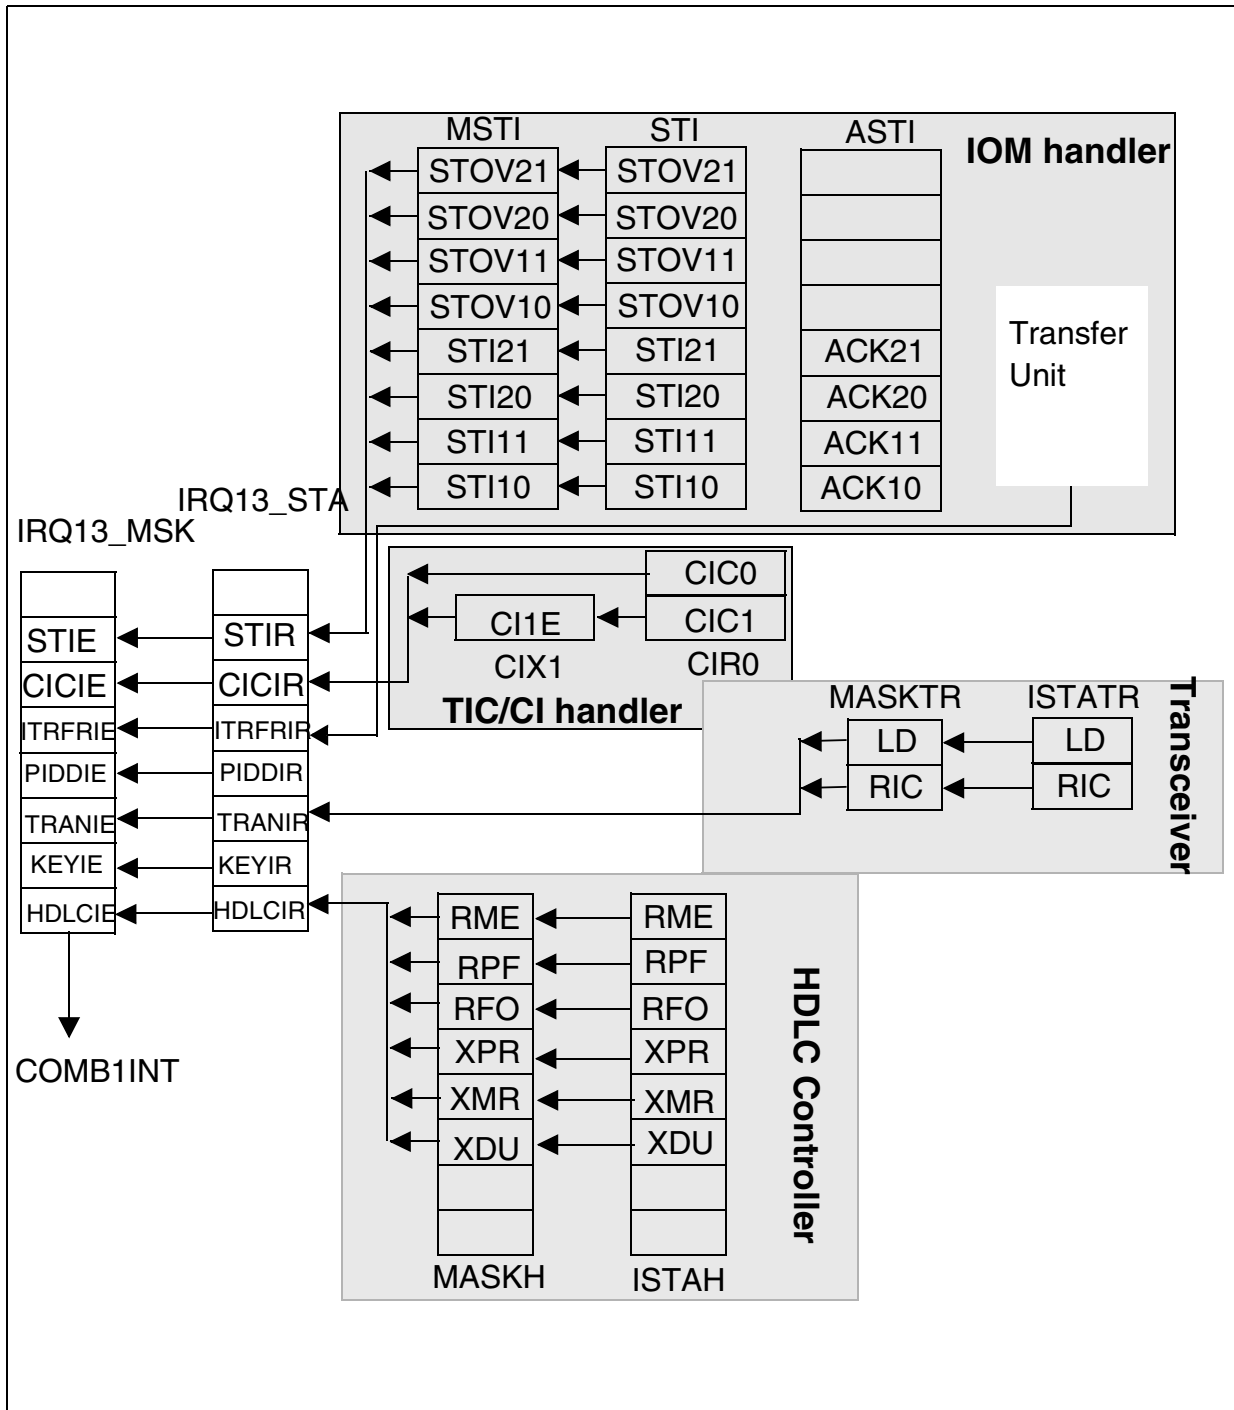 MSTI STI ASTI
IOM handler
STOV21 STOV21
STOV20 STOV20
STOV11 STOV11
STOV10 STOV10
Transfer
Unit
STI21 STI21 ACK21
STI20 STI20 ACK20
STI11 STI11 ACK11
STI10 STI10 ACK10
IRQ13_STA
IRQ13_MSK
CIC0
CI1E CIC1
CIX1 CIR0
TIC/CI handler
STIE STIR
CICIE CICIR
ITRFRIE ITRFRIR
PIDDIE PIDDIR
TRANIE TRANIR
KEYIE KEYIR
HDLCIE HDLCIR
COMB1INT
MASKTR ISTATR
LD LD
RIC RIC
Transceiver
RME RME
RPF RPF
RFO RFO
XPR XPR
XMR XMR
XDU XDU
MASKH ISTAH
HDLC Controller